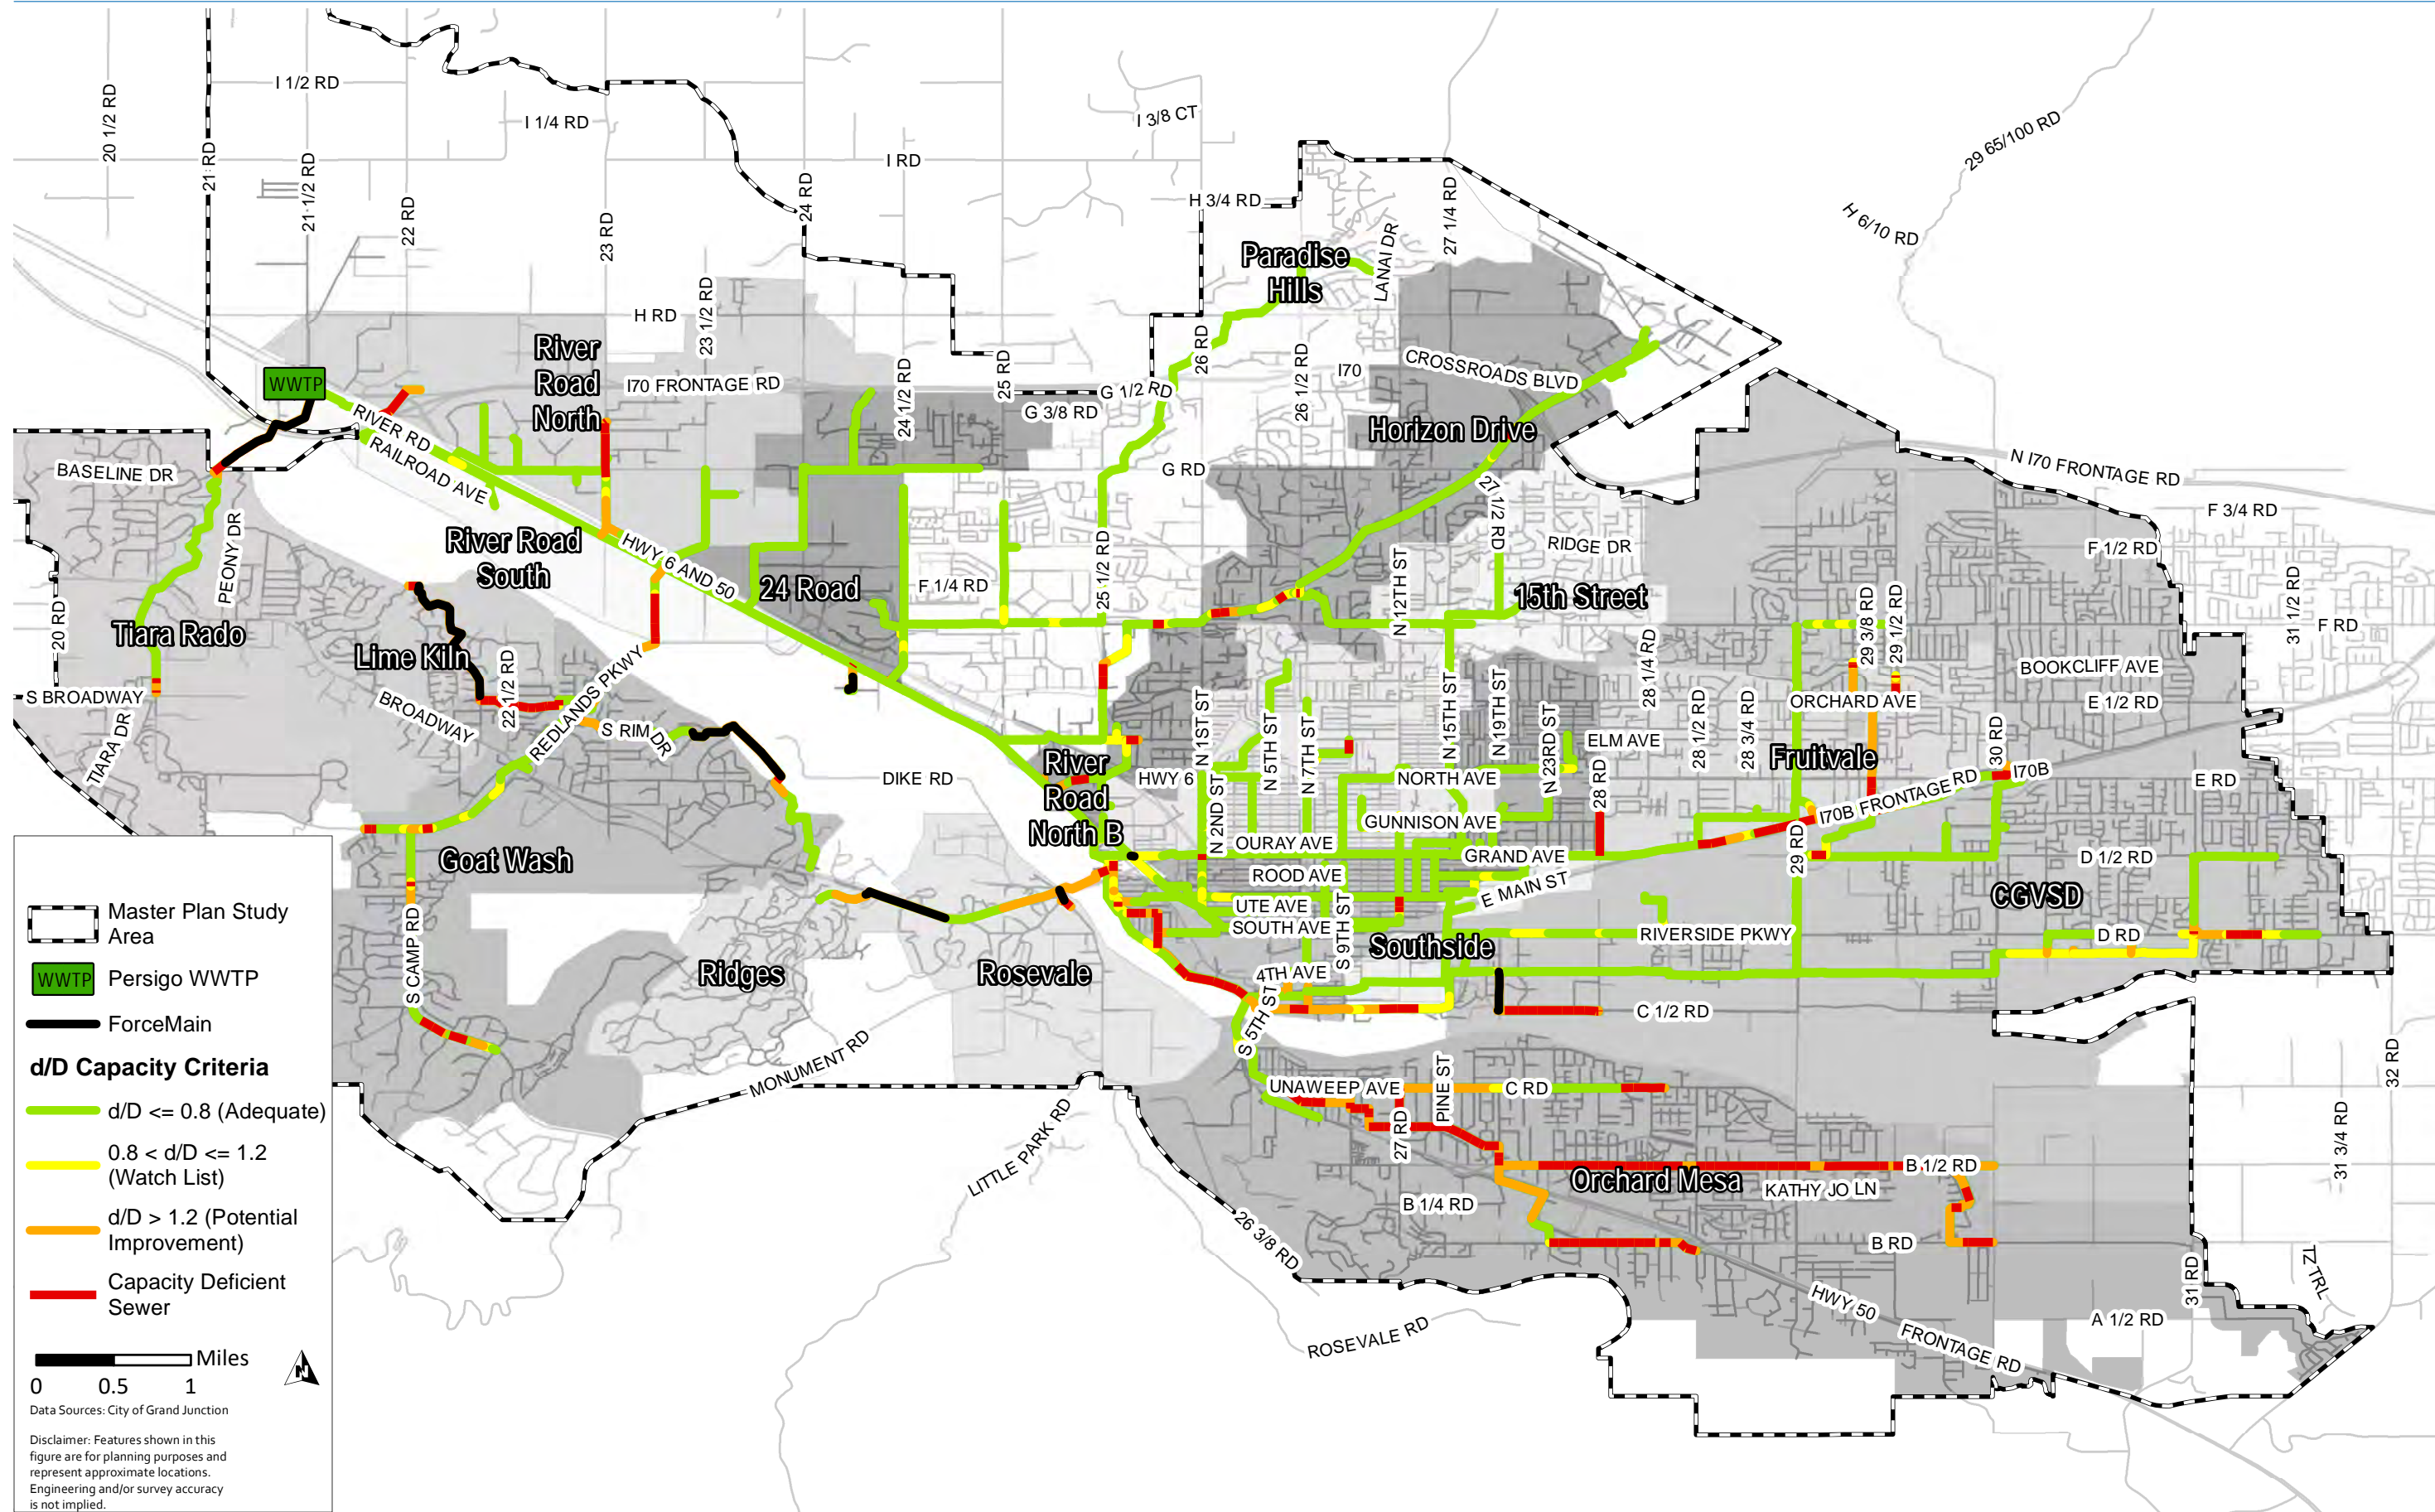 I 1/2 RD
20 1/2 RD
21 RD
21 1/2 RD
22 RD
I 1/4 RD
23 RD
I RD
24 RD
I 3/8 CT
H 3/4 RD
27 1/4 RD
29 65/100 RD
H 6/10 RD
Paradise
Hills
LANAI DR
H RD
23 1/2 RD
26 RD
River
Road
North
WWTP
I70 FRONTAGE RD
24 1/2 RD
25 RD
G 1/2 RD
G 3/8 RD
26 1/2 RD
I70
CROSSROADS BLVD
RIVER RD
RAILROAD AVE
Horizon Drive
BASELINE DR
G RD
N I70 FRONTAGE RD
F 3/4 RD
PEONY DR
River Road
South
HWY 6 AND 50
27 1/2 RD
RIDGE DR
F 1/2 RD
20 RD
Tiara Rado
24 Road
F 1/4 RD
25 1/2 RD
N 12TH ST
15th Street
29 3/8 RD
29 1/2 RD
31 1/2 RD
F RD
Lime Kiln
22 1/2 RD
REDLANDS PKWY
28 1/4 RD
BOOKCLIFF AVE
S BROADWAY
TIARA DR
BROADWAY
S RIM DR
N 1ST ST
N 5TH ST
N 7TH ST
N 15TH ST
N 19TH ST
N 23RD ST
28 1/2 RD
28 3/4 RD
ORCHARD AVE
E 1/2 RD
ELM AVE
30 RD
Fruitvale
DIKE RD
River
Road
North B
HWY 6
N 2ND ST
NORTH AVE
28 RD
I70B FRONTAGE RD
I70B
E RD
GUNNISON AVE
OURAY AVE
GRAND AVE
29 RD
D 1/2 RD
Goat Wash
ROOD AVE
E MAIN ST
CGVSD
UTE AVE
SOUTH AVE
S 9TH ST
Southside
RIVERSIDE PKWY
D RD
S CAMP RD
Ridges
Rosevale
4TH AVE
S 5TH ST
C 1/2 RD
MONUMENT RD
UNAWEEP AVE
PINE ST
C RD
32 RD
LITTLE PARK RD
27 RD
31 3/4 RD
B 1/2 RD
Orchard Mesa
KATHY JO LN
B 1/4 RD
26 3/8 RD
B RD
31 RD
TZ TRL
HWY 50
FRONTAGE RD
A 1/2 RD
ROSEVALE RD
Master Plan Study
Area
WWTP
Persigo WWTP
ForceMain
d/D Capacity Criteria
d/D <= 0.8 (Adequate)
0.8 < d/D <= 1.2
(Watch List)
d/D > 1.2 (Potential
Improvement)
Capacity Deficient
Sewer
Miles
0 0.5 1
N
Data Sources: City of Grand Junction
Disclaimer: Features shown in this
figure are for planning purposes and
represent approximate locations.
Engineering and/or survey accuracy
is not implied.